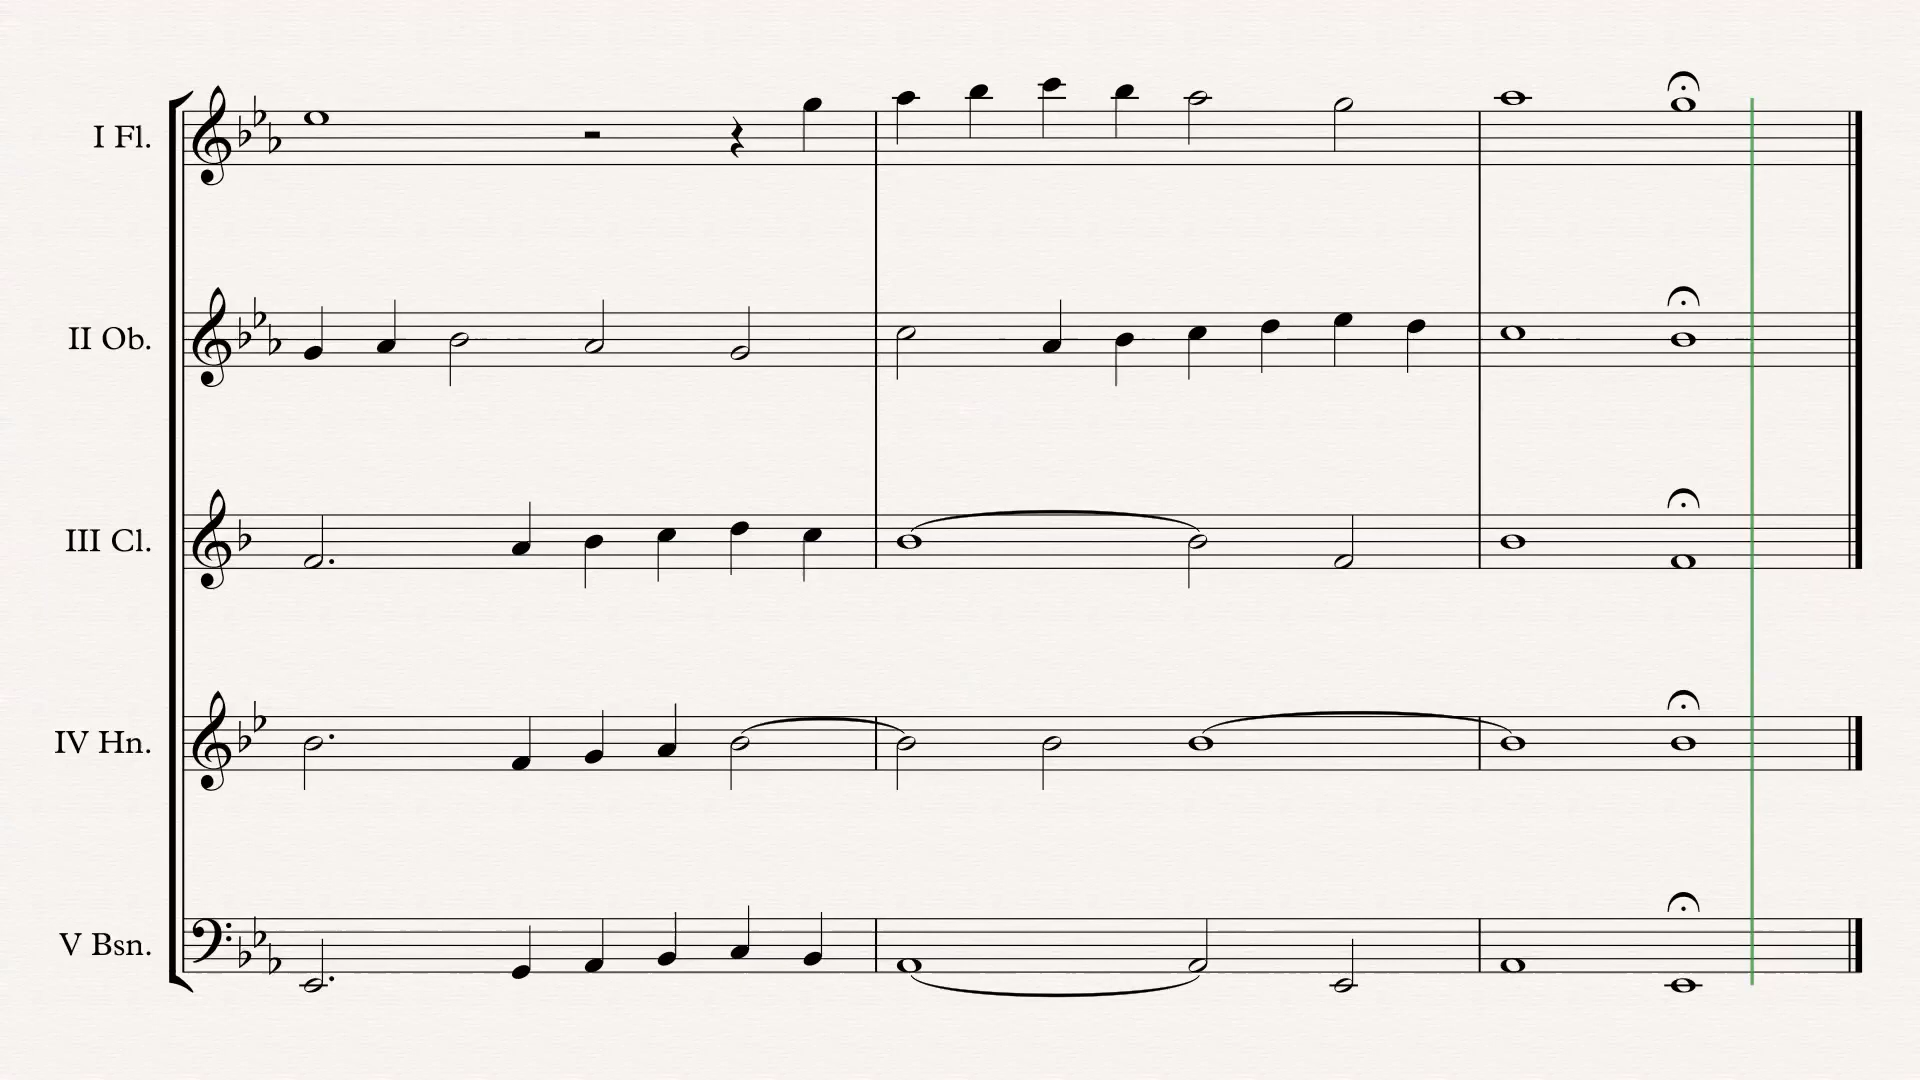 I Fl.
II Ob.
III Cl.
IV Hn.
V Bsn.